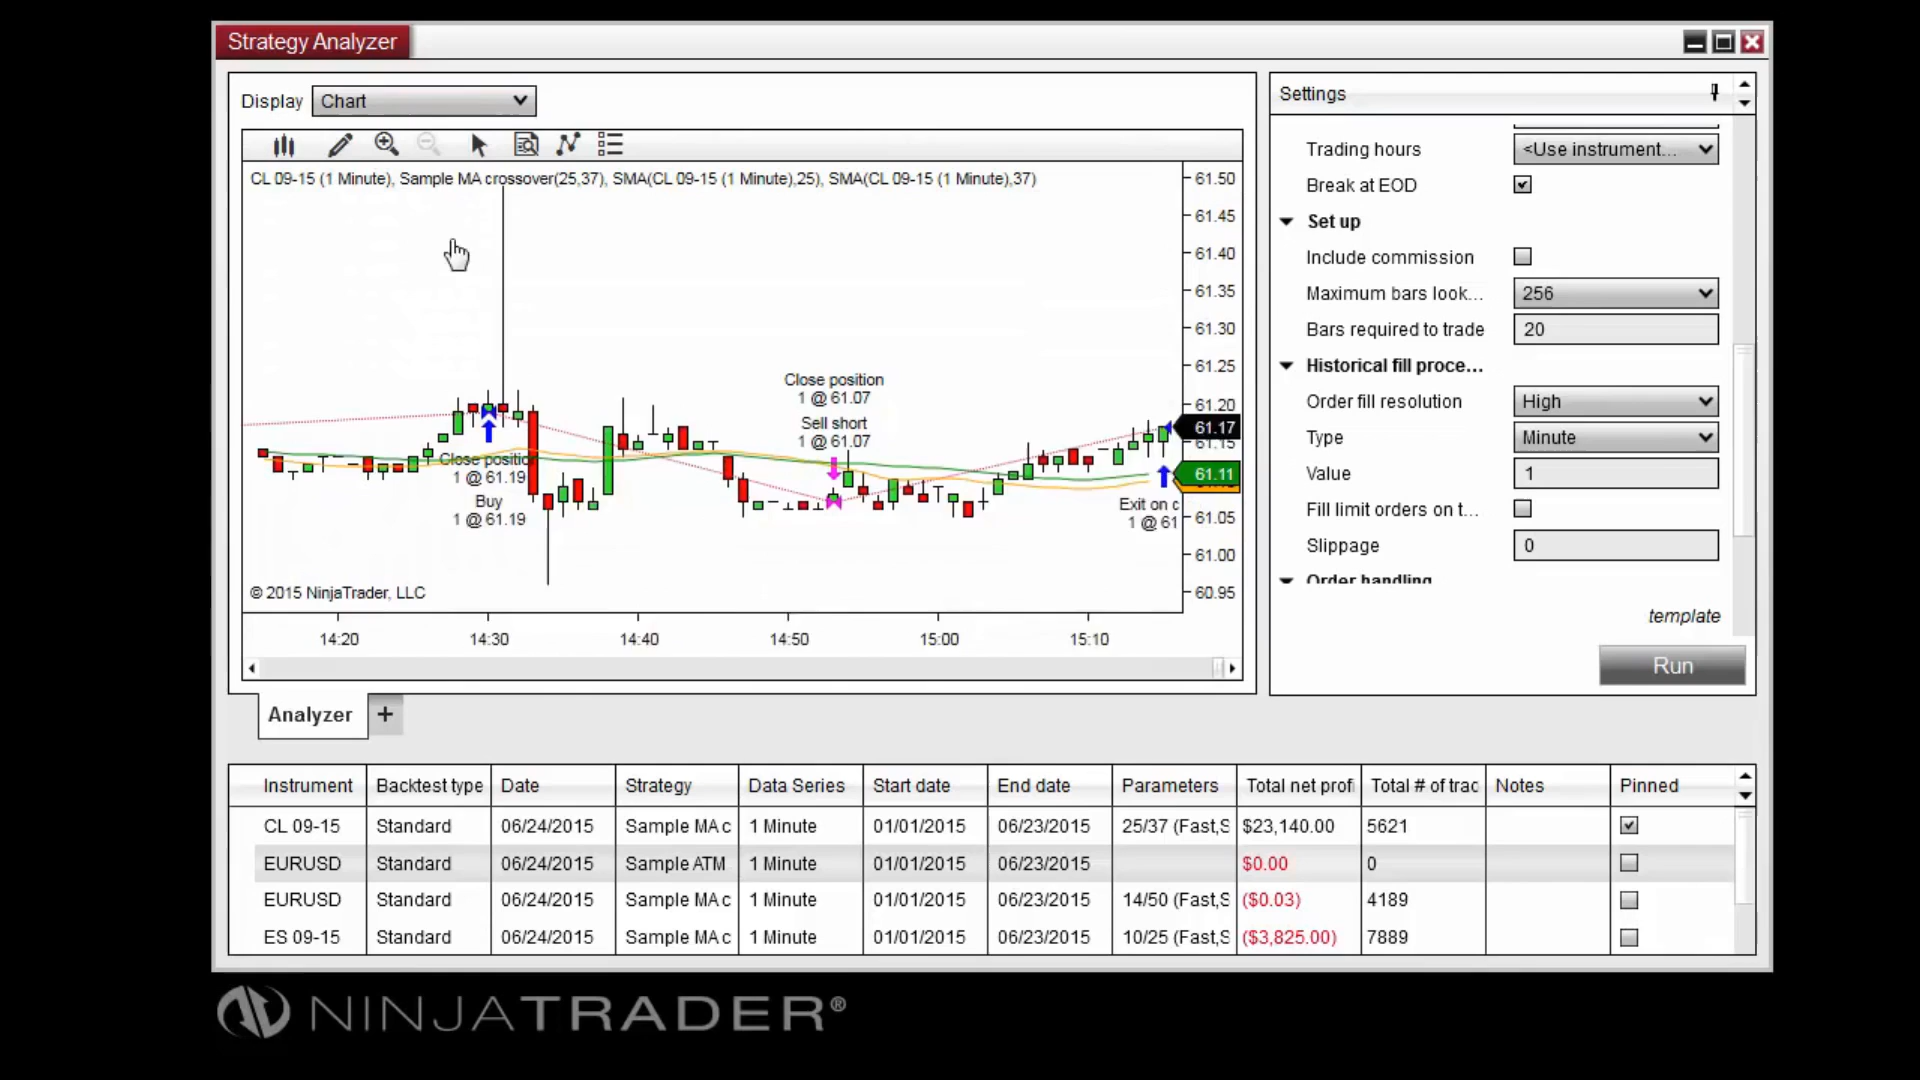 Strategy Analyzer
Display Chart
CL 09-15 (1 Minute), Sample MA crossover(25,37), SMA(CL 09-15 (1 Minute),25), SMA(CL 09-15 (1 Minute),37)
61.50
61.45
61.40
61.35
61.30
61.25
61.20
61.17
61.15
61.11
61.05
61.00
60.95
Close position
1 @ 61.07
Sell short
1 @ 61.07
Close positio
1 @ 61.19
Buy
1 @ 61.19
Exit on c
1 @ 61
© 2015 NinjaTrader, LLC
14:20 14:30 14:40 14:50 15:00 15:10
Settings
Trading hours <Use instrument...
Break at EOD
Set up
Include commission
Maximum bars look... 256
Bars required to trade 20
Historical fill proce...
Order fill resolution High
Type Minute
Value 1
Fill limit orders on t...
Slippage 0
Order handling
template
Run
Analyzer +
Instrument Backtest type Date Strategy Data Series Start date End date Parameters Total net profi Total # of trac Notes Pinned
CL 09-15 Standard 06/24/2015 Sample MA c 1 Minute 01/01/2015 06/23/2015 25/37 (Fast,S $23,140.00 5621
EURUSD Standard 06/24/2015 Sample ATM 1 Minute 01/01/2015 06/23/2015 $0.00 0
EURUSD Standard 06/24/2015 Sample MA c 1 Minute 01/01/2015 06/23/2015 14/50 (Fast,S ($0.03) 4189
ES 09-15 Standard 06/24/2015 Sample MA c 1 Minute 01/01/2015 06/23/2015 10/25 (Fast,S ($3,825.00) 7889
NINJATRADER®